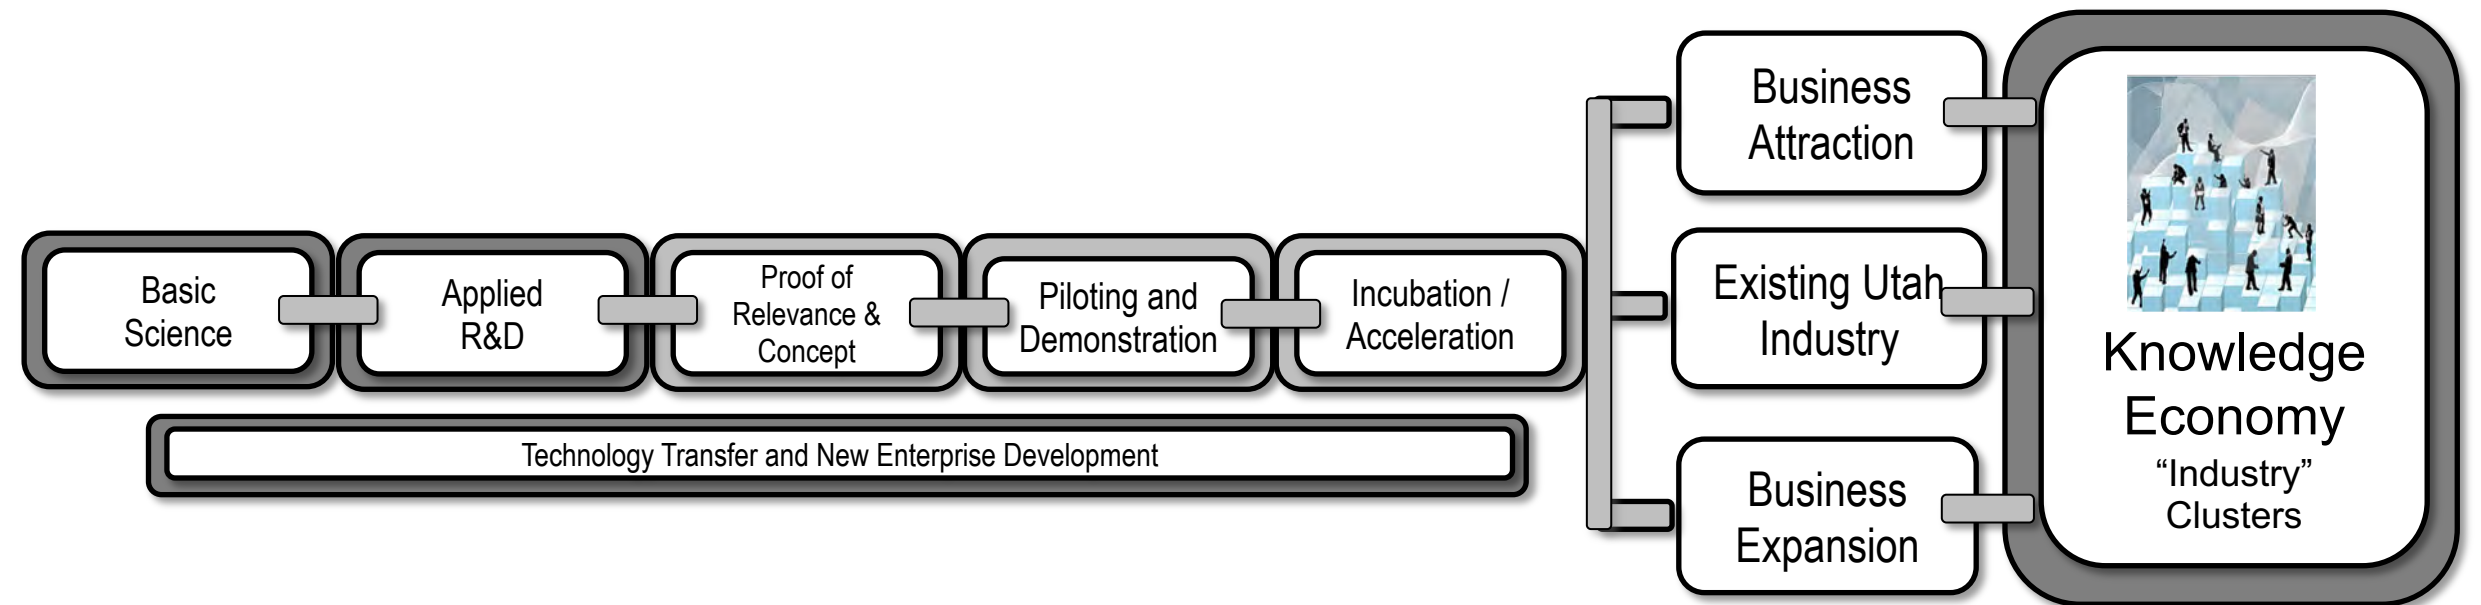 Basic
Science
Applied
R&D
Proof of
Relevance &
Concept
Piloting and
Demonstration
Incubation /
Acceleration
Technology Transfer and New Enterprise Development
Business
Attraction
Existing Utah
Industry
Business
Expansion
Knowledge
Economy
“Industry”
Clusters